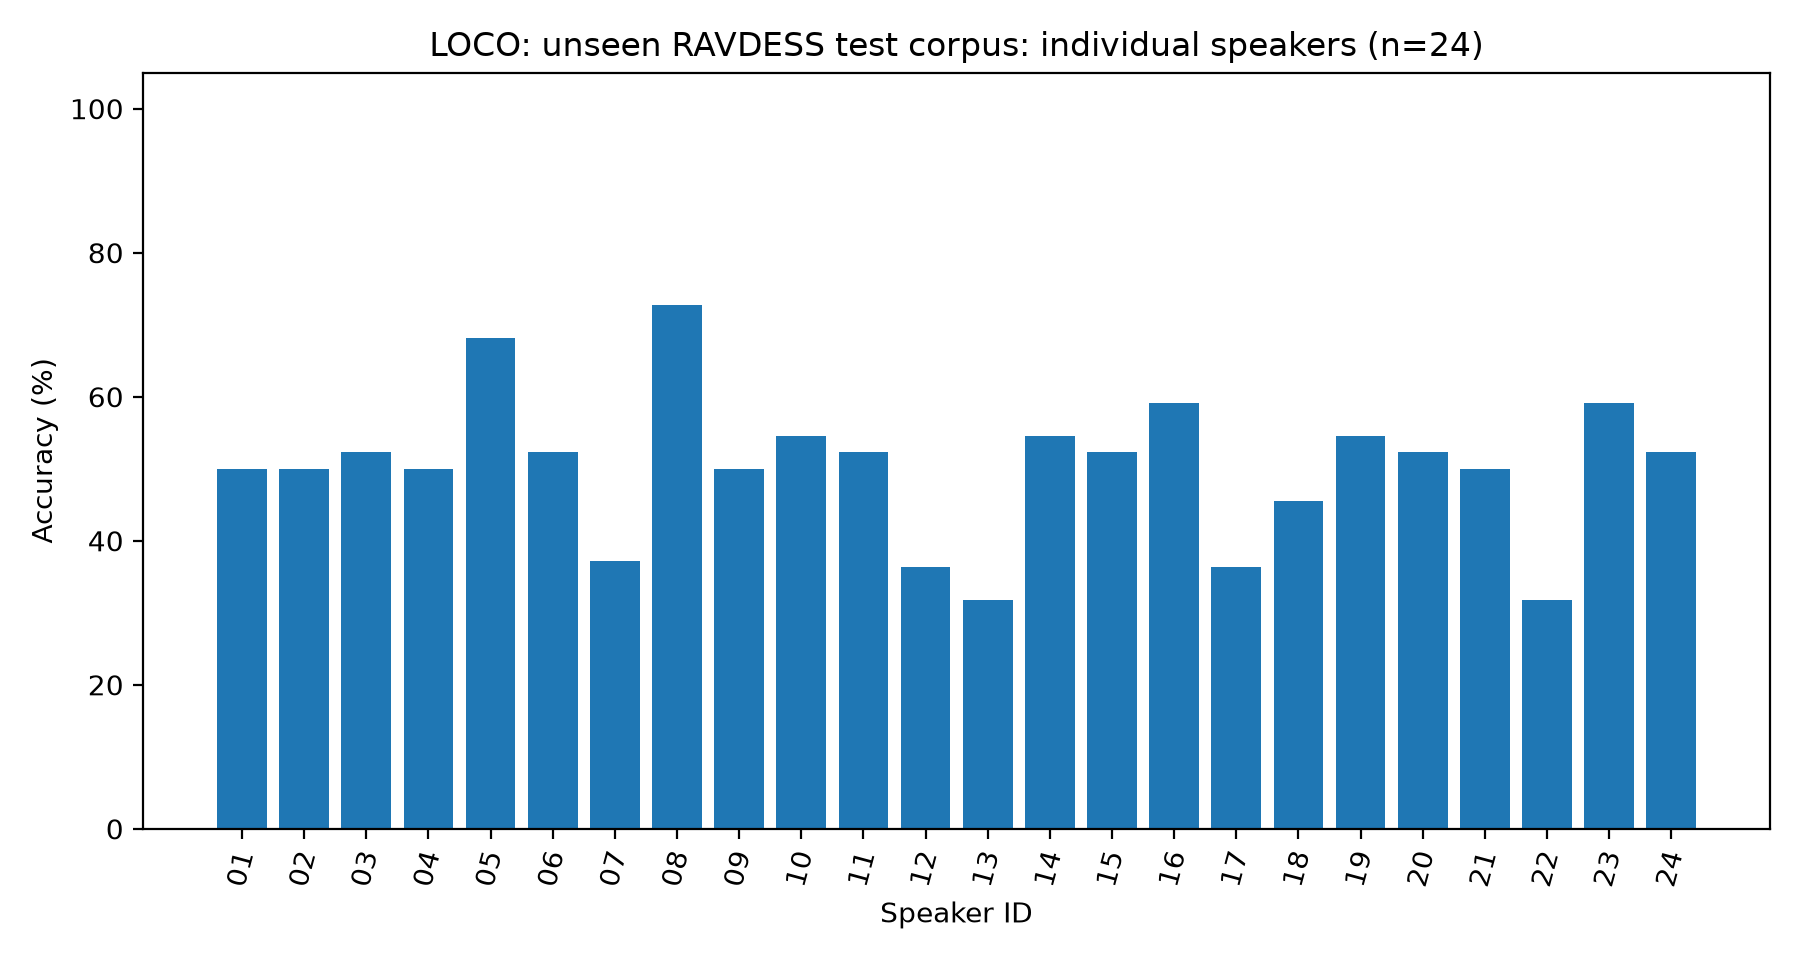 LOCO: unseen RAVDESS test corpus: individual speakers (n=24)
Accuracy (%)
100
80
60
40
20
0
01 02 03 04 05 06 07 08 09 10 11 12 13 14 15 16 17 18 19 20 21 22 23 24
Speaker ID